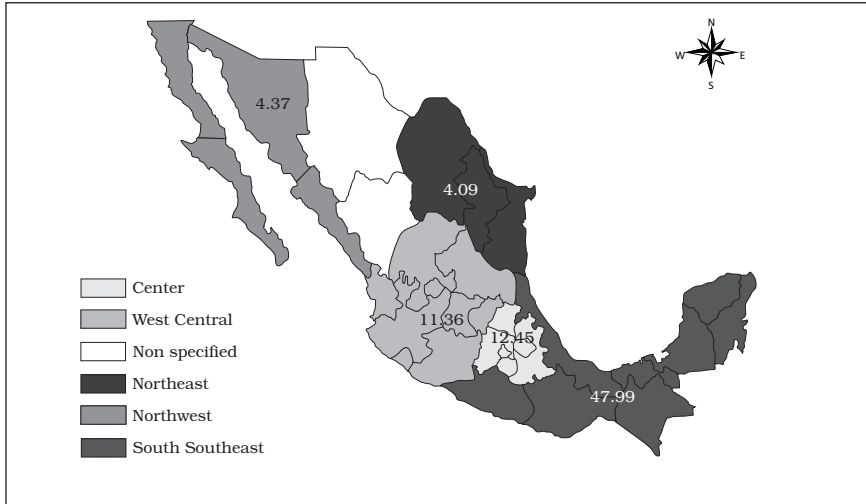 N
W E
S
4.37
4.09
11.36
12.45
47.99
Center
West Central
Non specified
Northeast
Northwest
South Southeast